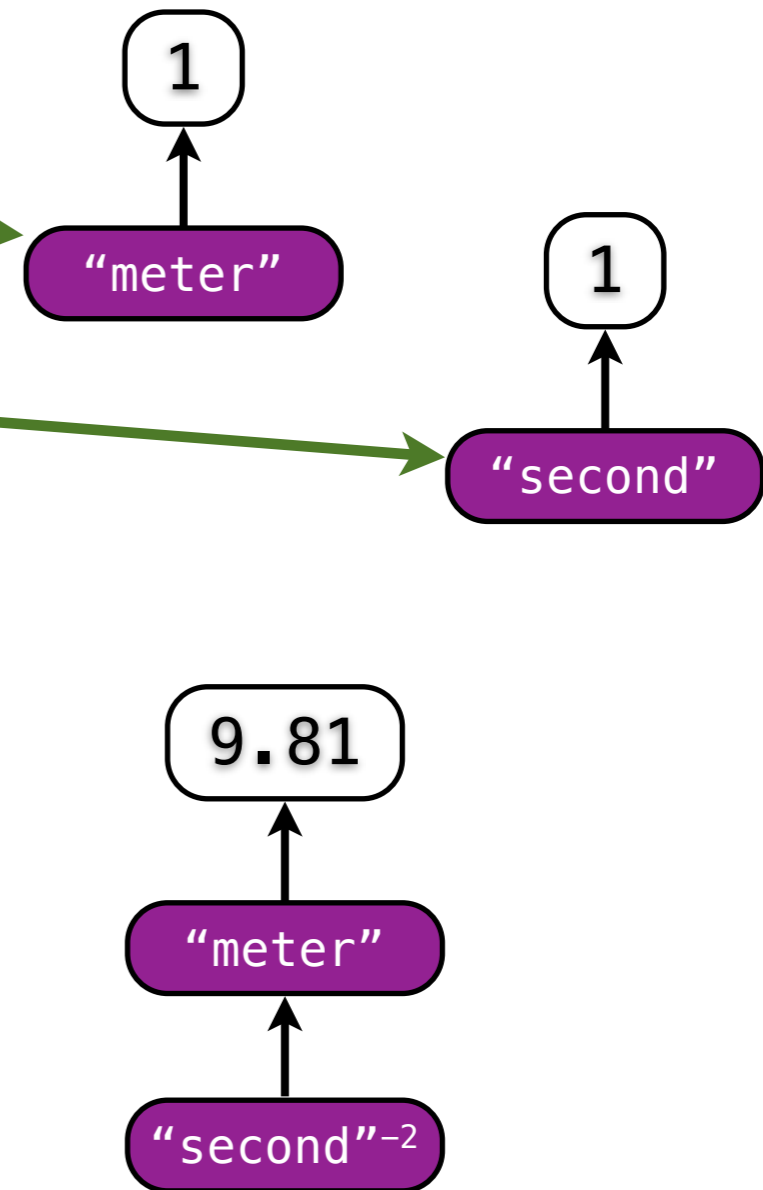 1
“meter”
1
“second”
9.81
“meter”
“second”⁻²